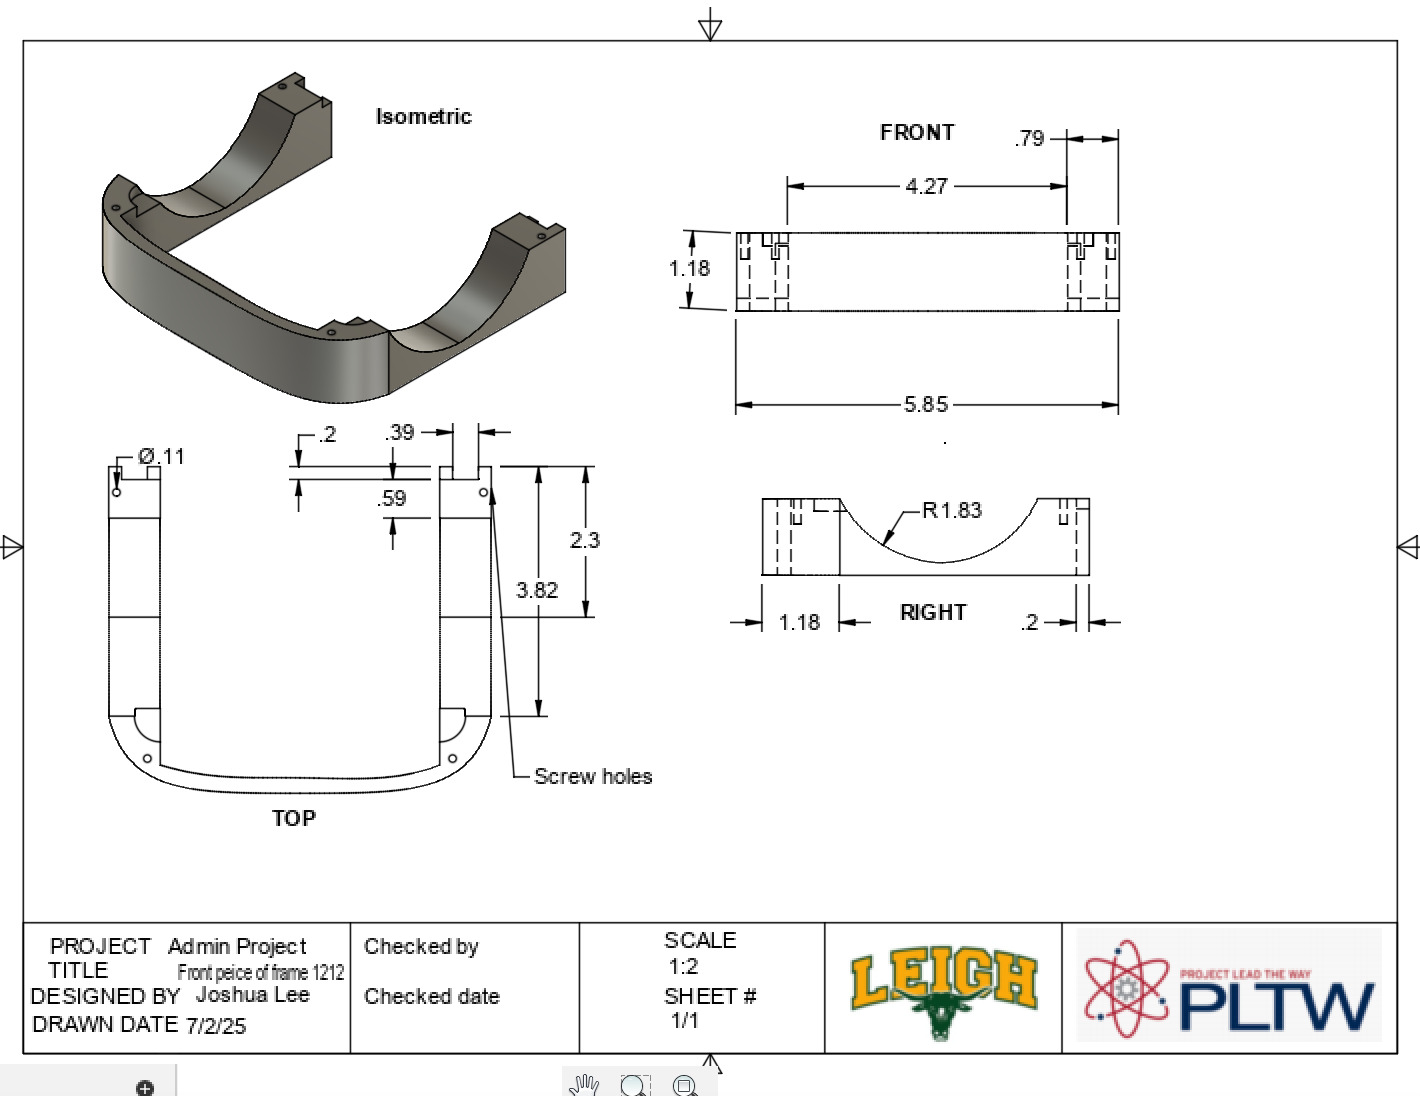 Isometric
FRONT
.79
4.27
1.18
5.85
.2
.39
Ø.11
.59
2.3
3.82
R1.83
1.18
RIGHT
.2
Screw holes
TOP
PROJECT Admin Project
TITLE Front peice of frame 1212
DESIGNED BY Joshua Lee
DRAWN DATE 7/2/25
Checked by
Checked date
SCALE
1:2
SHEET #
1/1
LEIGH
PROJECT LEAD THE WAY
PLTW